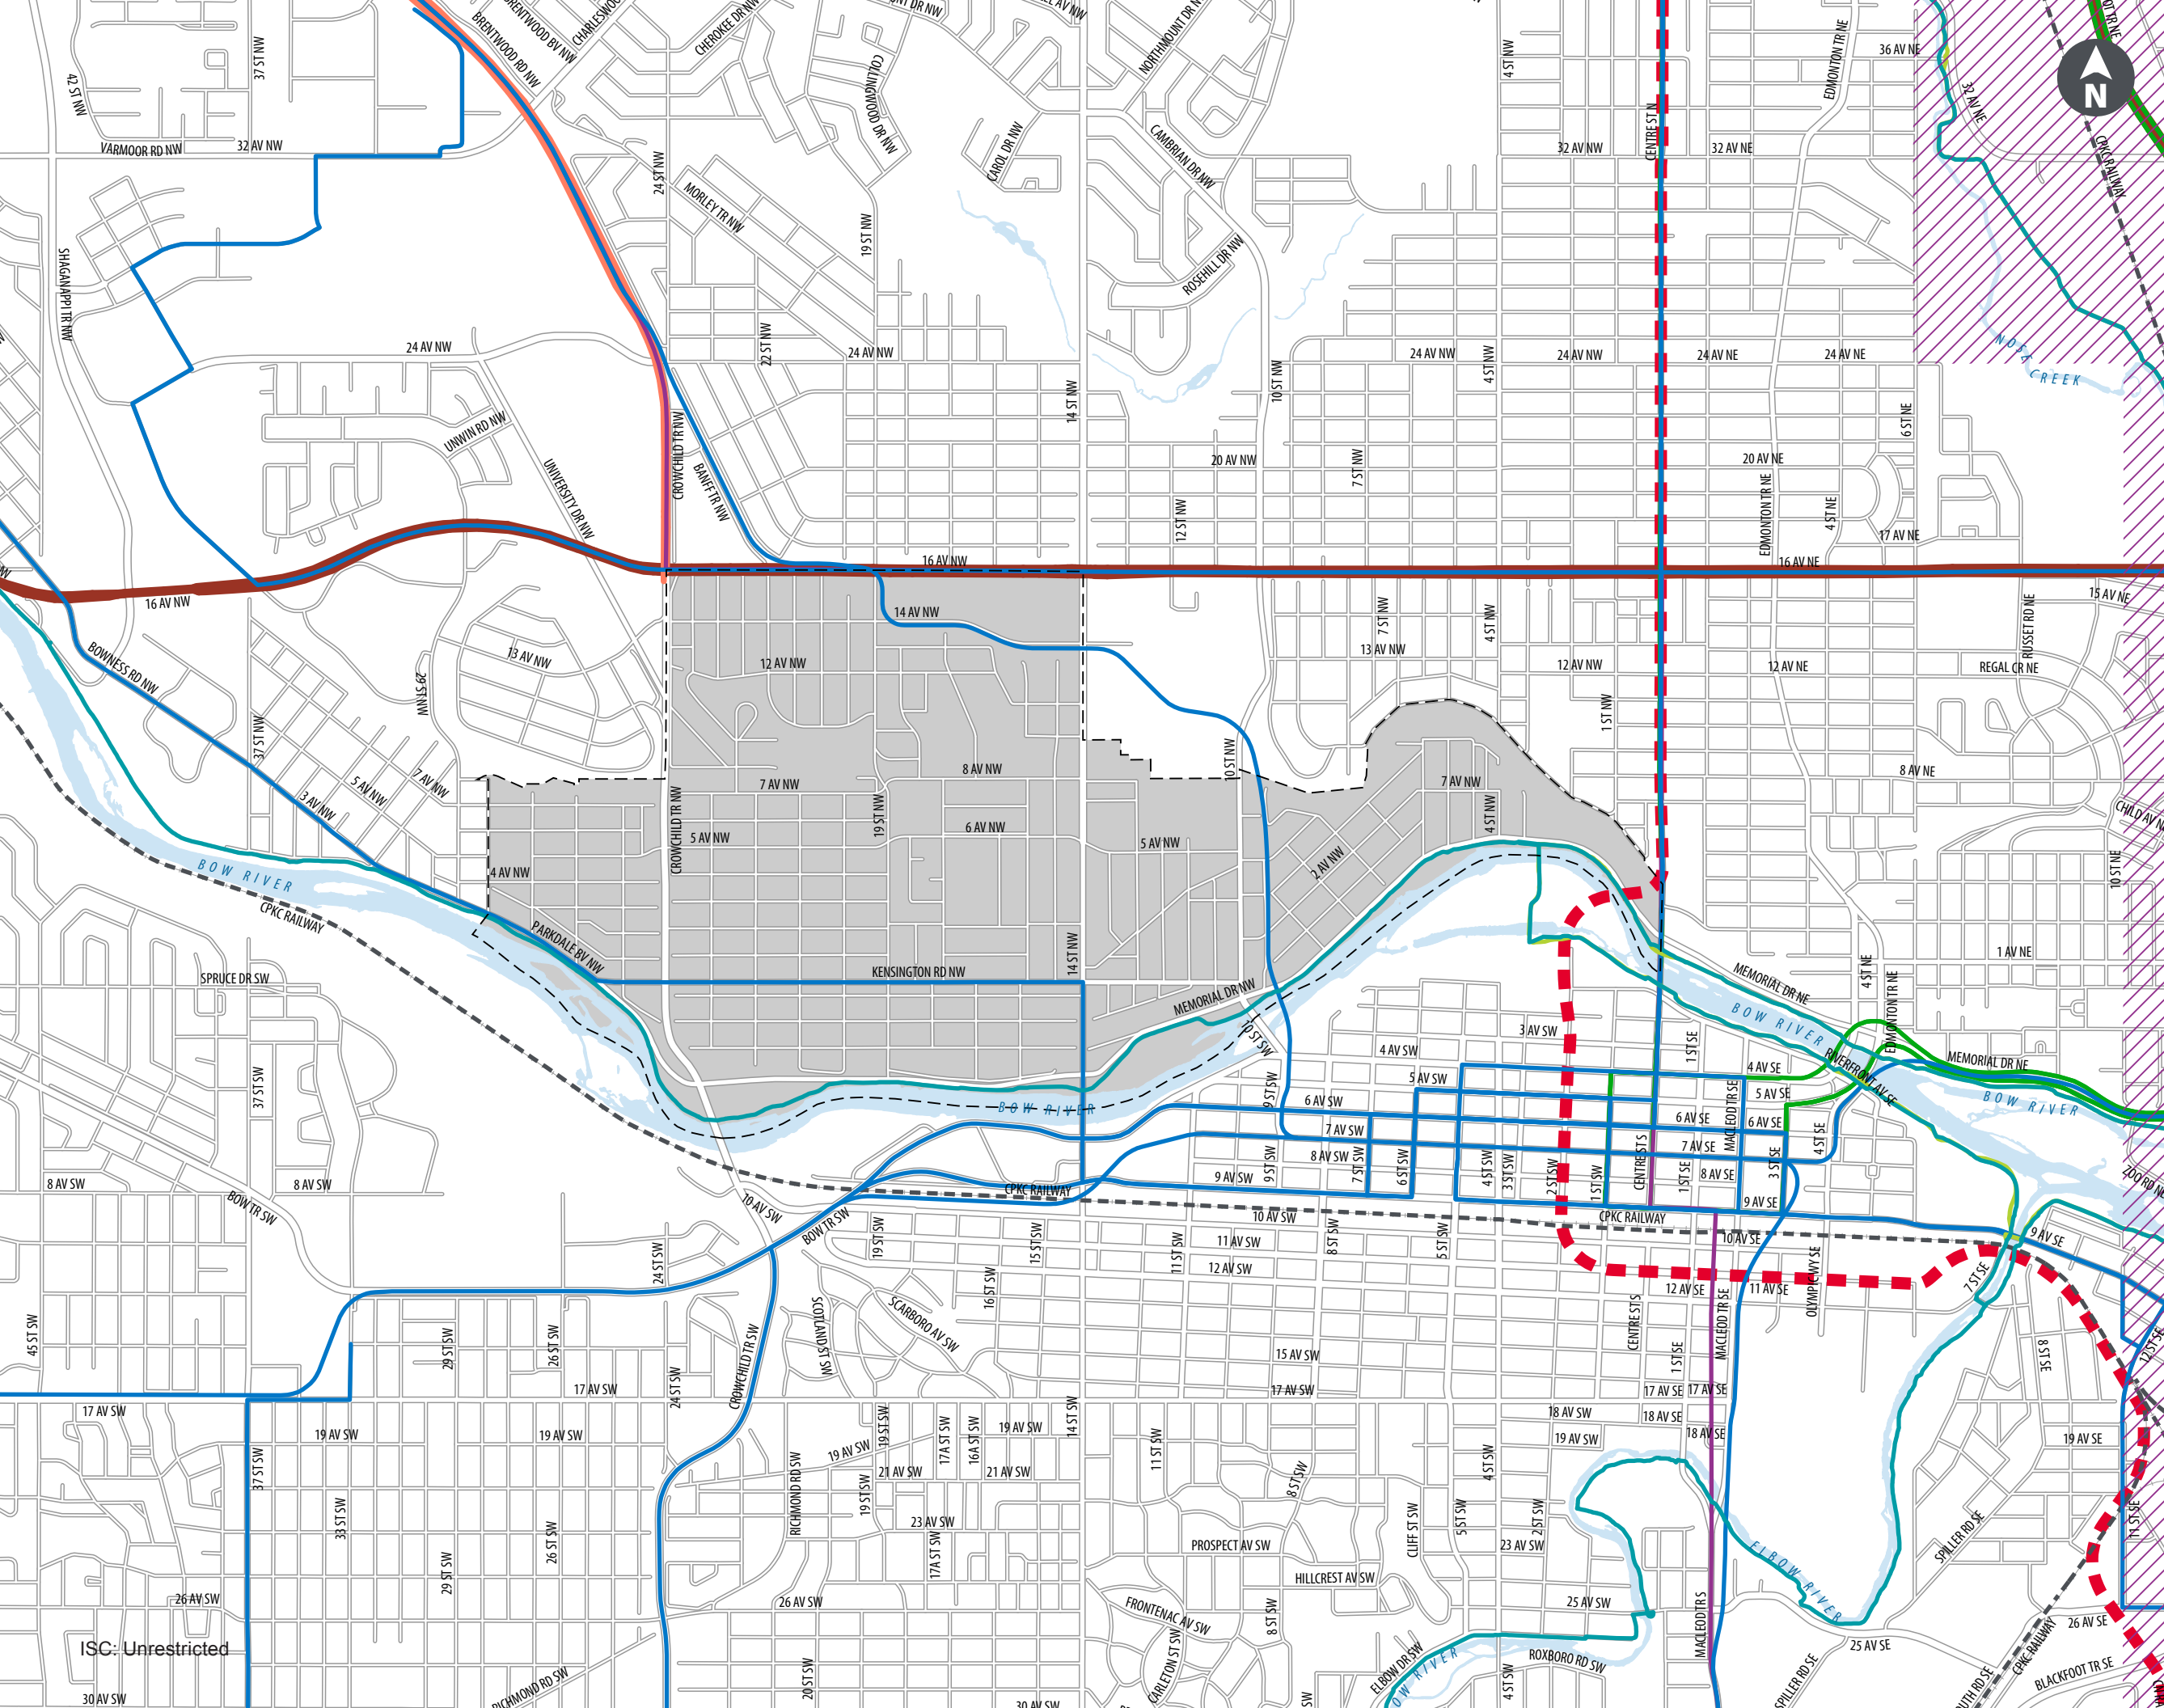 BRENTWOOD RD NW
BRENTWOOD BV NW
CHEROKEE DR NW
COLLINGWOOD DR NW
NORTHMOUNT DR NW
42 ST NW
37 ST NW
4 ST NW
CENTRE ST N
EDMONTON TR NE
36 AV NE
32 AV NE
N
CPKC RAILWAY
VARMOOR RD NW
32 AV NW
24 ST NW
MORLEY TR NW
19 ST NW
CAROL DR NW
CAMBRIAN DR NW
ROSEHILL DR NW
32 AV NW
32 AV NE
SHAGANAPPI TR NW
24 AV NW
22 ST NW
24 AV NW
14 ST NW
10 ST NW
24 AV NW
4 ST NW
24 AV NW
24 AV NE
24 AV NE
NOSE
CREEK
UNWIN RD NW
UNIVERSITY DR NW
CROWCHILD TR NW
BANFF TR NW
20 AV NW
12 ST NW
7 ST NW
20 AV NE
EDMONTON TR NE
4 ST NE
6 ST NE
17 AV NE
16 AV NW
16 AV NW
16 AV NE
15 AV NE
14 AV NW
7 ST NW
4 ST NW
RUSSET RD NE
BOWNESS RD NW
13 AV NW
29 ST NW
12 AV NW
13 AV NW
12 AV NW
12 AV NE
REGAL CR NE
37 ST NW
1 ST NW
3 AV NW
5 AV NW
7 AV NW
7 AV NW
8 AV NW
10 ST NW
7 AV NW
8 AV NE
CROWCHILD TR NW
5 AV NW
19 ST NW
6 AV NW
5 AV NW
2 AV NW
4 ST NW
10 ST NE
BOW RIVER
4 AV NW
CPKC RAILWAY
PARKDALE BV NW
SPRUCE DR SW
KENSINGTON RD NW
14 ST NW
MEMORIAL DR NW
MEMORIAL DR NE
1 AV NE
4 ST NE
EDMONTON TR NE
BOW RIVER
10 ST SW
3 AV SW
4 AV SW
1 ST SE
RIVERFRONT AV SE
MEMORIAL DR NE
37 ST SW
BOW RIVER
9 ST SW
5 AV SW
6 AV SW
7 AV SW
8 AV SW
9 AV SW
9 ST SW
7 ST SW
6 ST SW
4 ST SW
3 ST SW
2 ST SW
1 ST SW
CENTRE ST S
1 ST SE
MACLEOD TR SE
4 AV SE
5 AV SE
6 AV SE
6 AV SE
7 AV SE
8 AV SE
9 AV SE
3 ST SE
4 ST SE
BOW RIVER
8 AV SW
BOW TR SW
8 AV SW
CPKC RAILWAY
10 AV SW
BOW TR SW
19 ST SW
15 ST SW
11 ST SW
10 AV SW
11 AV SW
12 AV SW
8 ST SW
5 ST SW
CPKC RAILWAY
10 AV SE
OLYMPIC WY SE
11 AV SE
12 AV SE
7 ST SE
9 AV SE
45 ST SW
24 ST SW
29 ST SW
26 ST SW
CROWCHILD TR SW
SCOTLAND ST SW
SCARBORO AV SW
16 ST SW
15 AV SW
CENTRE ST S
1 ST SE
MACLEOD TR SE
8 ST SE
12 ST SE
17 AV SW
17 AV SW
24 ST SW
14 ST SW
17 AV SW
17 AV SE
17 AV SE
19 AV SW
19 AV SW
19 AV SW
19 ST SW
17A ST SW
16A ST SW
19 AV SW
11 ST SW
4 ST SW
18 AV SW
18 AV SE
18 AV SE
19 AV SW
19 AV SE
37 ST SW
33 ST SW
26 ST SW
29 ST SW
RICHMOND RD SW
19 ST SW
21 AV SW
21 AV SW
23 AV SW
17A ST SW
8 ST SW
CLIFF ST SW
5 ST SW
2 ST SW
23 AV SW
PROSPECT AV SW
HILLCREST AV SW
ELBOW RIVER
SPILLER RD SE
11 ST SE
26 AV SW
26 AV SW
FRONTENAC AV SW
8 ST SW
25 AV SW
MACLEOD TR S
25 AV SE
26 AV SE
ISC: Unrestricted
CARLETON ST SW
ELBOW DR SW
ROXBORO RD SW
SPILLER RD SE
CPKC RAILWAY
BLACKFOOT TR SE
30 AV SW
RICHMOND RD SW
20 ST SW
30 AV SW
4 ST SW